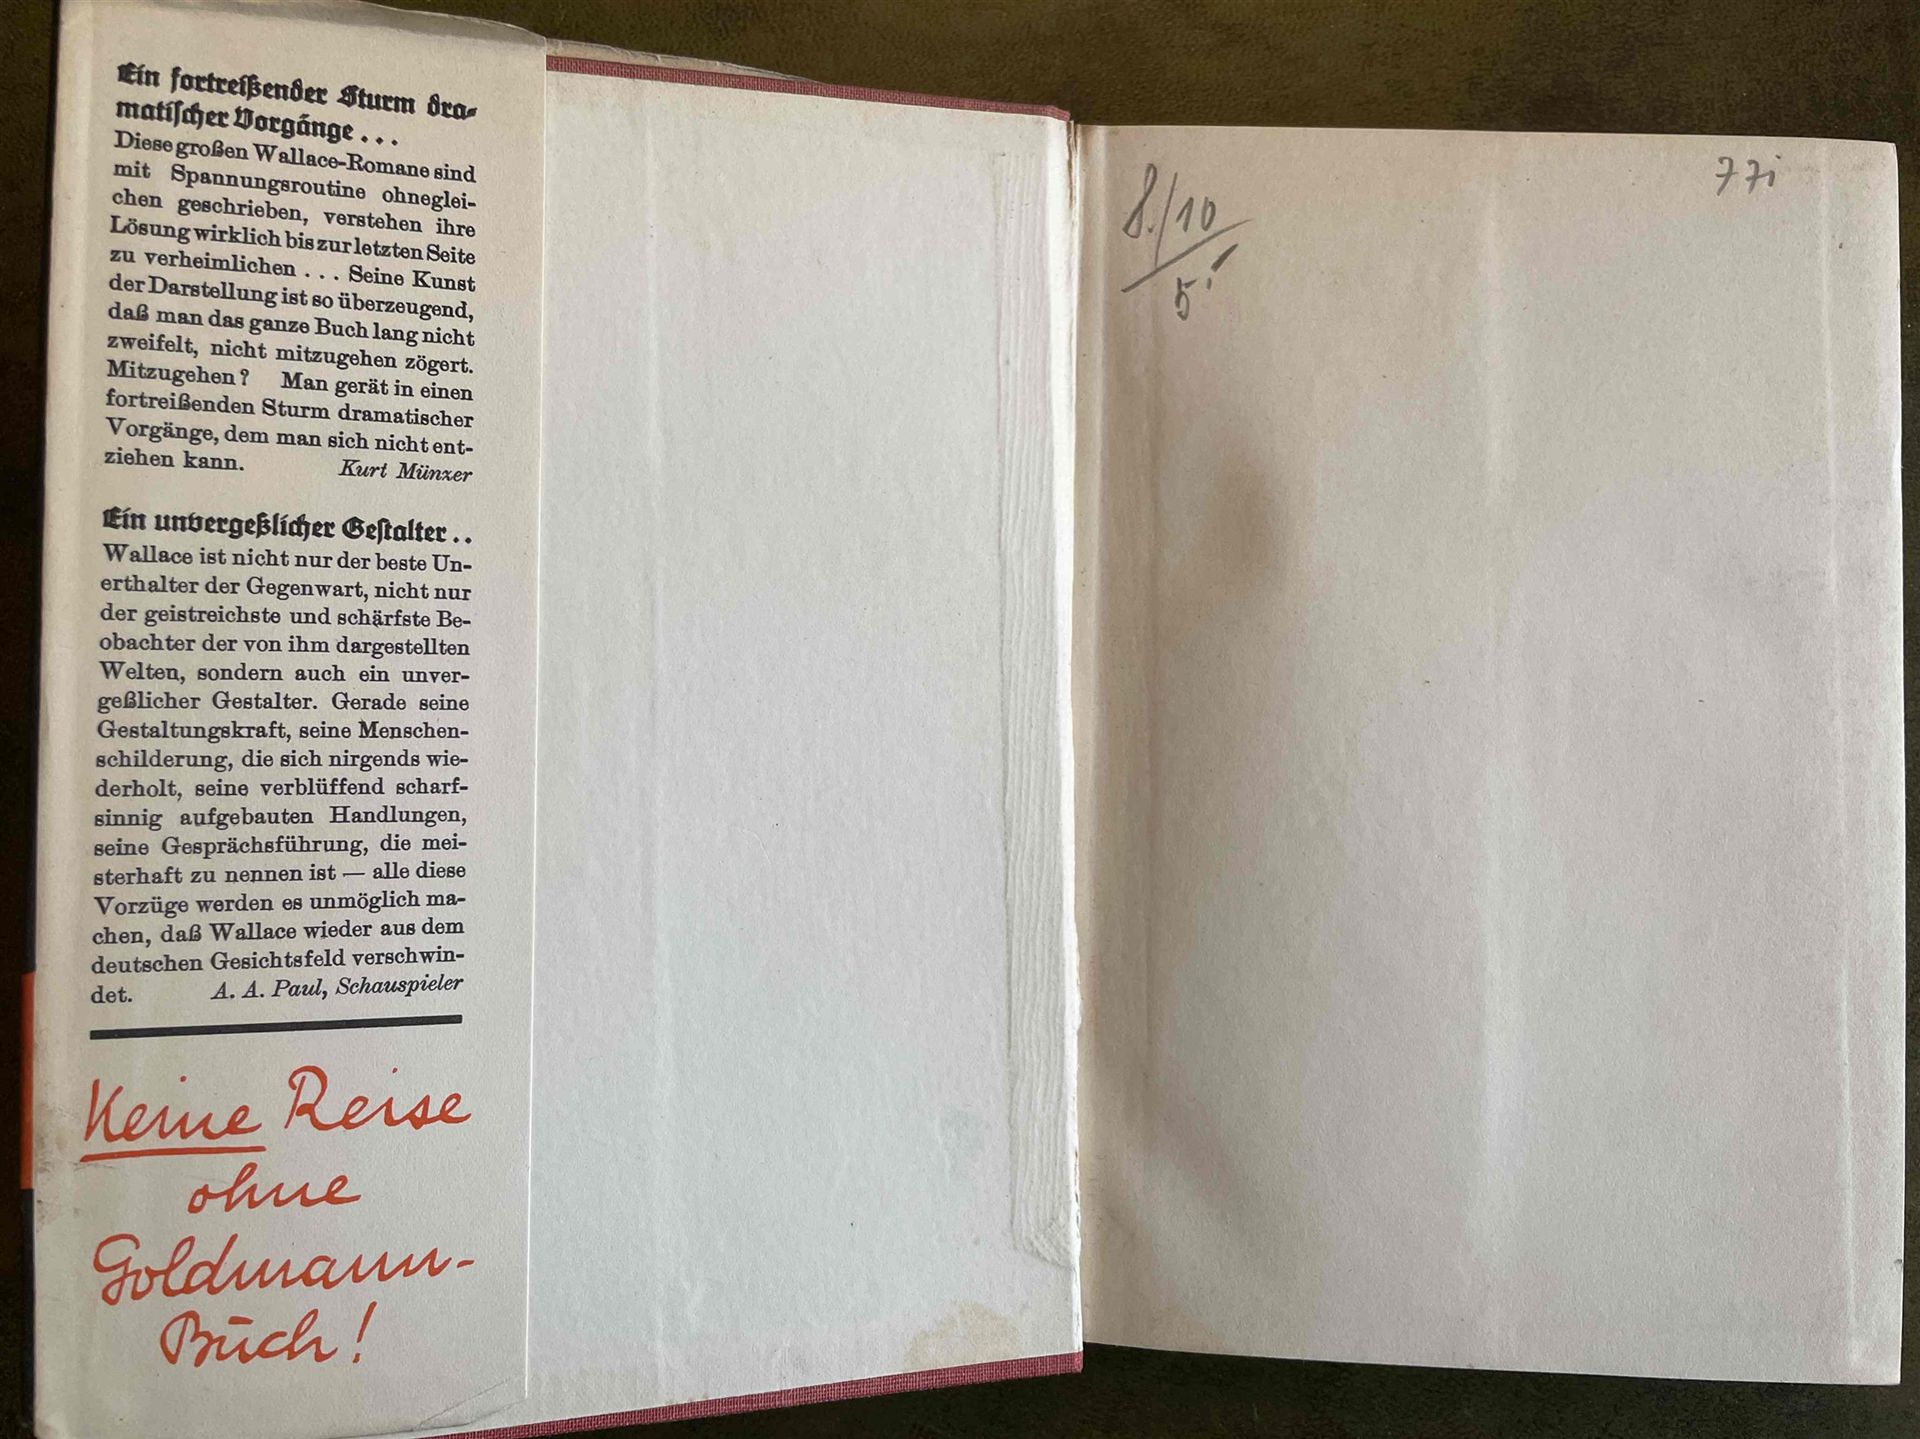 Ein fortreißender Sturm dra-
matischer Vorgänge...
Diese großen Wallace-Romane sind
mit Spannungsroutine ohneglei-
chen geschrieben, verstehen ihre
Lösung wirklich bis zur letzten Seite
zu verheimlichen ... Seine Kunst
der Darstellung ist so überzeugend,
daß man das ganze Buch lang nicht
zweifelt, nicht mitzugehen zögert.
Mitzugehen? Man gerät in einen
fortreißenden Sturm dramatischer
Vorgänge, dem man sich nicht ent-
ziehen kann. Kurt Münzer
Ein unvergeßlicher Gestalter..
Wallace ist nicht nur der beste Un-
erthalter der Gegenwart, nicht nur
der geistreichste und schärfste Be-
obachter der von ihm dargestellten
Welten, sondern auch ein unver-
geßlicher Gestalter. Gerade seine
Gestaltungskraft, seine Menschen-
schilderung, die sich nirgends wie-
derholt, seine verblüffend scharf-
sinnig aufgebauten Handlungen,
seine Gesprächsführung, die mei-
sterhaft zu nennen ist — alle diese
Vorzüge werden es unmöglich ma-
chen, daß Wallace wieder aus dem
deutschen Gesichtsfeld verschwin-
det. A. A. Paul, Schauspieler
Keine Reise
ohne
Goldmann-
Buch!
8./10
5.